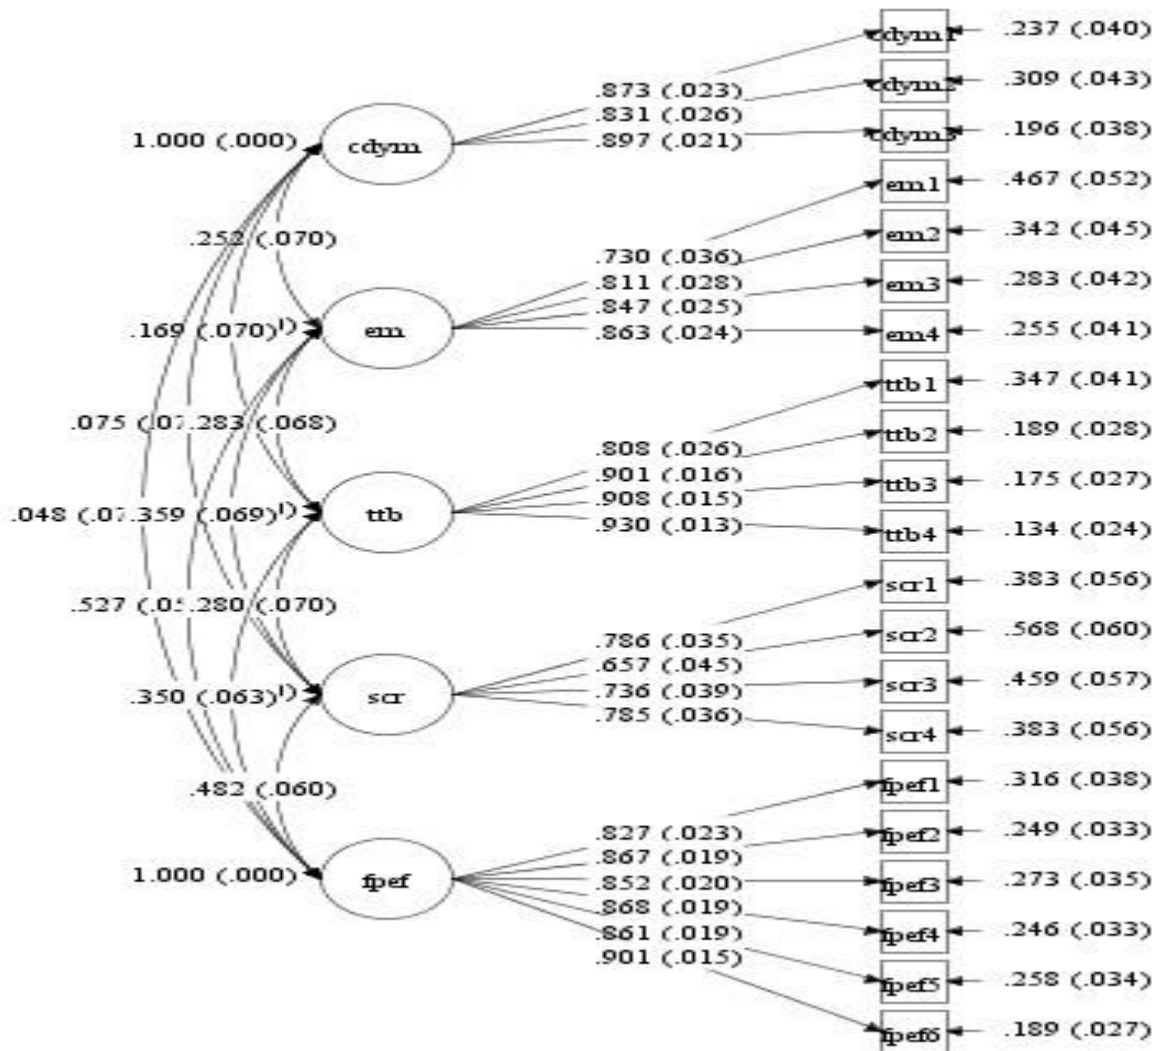 cdym1 .237 (.040)
cdym2 .309 (.043)
.873 (.023)
.831 (.026)
cdym3 .196 (.038)
1.000 (.000) cdym .897 (.021)
em1 .467 (.052)
em2 .342 (.045)
.252 (.070)
.730 (.036)
.811 (.028)
em3 .283 (.042)
.847 (.025)
.169 (.070) em .863 (.024) em4 .255 (.041)
ttb1 .347 (.041)
.075 .283 (.068)
ttb2 .189 (.028)
.808 (.026)
.901 (.016)
ttb3 .175 (.027)
.908 (.015)
.048 .359 (.069) ttb
.930 (.013) ttb4 .134 (.024)
scr1 .383 (.056)
.527 .280 (.070)
scr2 .568 (.060)
.786 (.035)
.657 (.045)
scr3 .459 (.057)
.736 (.039)
.350 (.063) scr
.785 (.036) scr4 .383 (.056)
fpef1 .316 (.038)
.482 (.060)
fpef2 .249 (.033)
.827 (.023)
.867 (.019)
1.000 (.000) fpef .852 (.020) fpef3 .273 (.035)
.868 (.019)
.861 (.019) fpef4 .246 (.033)
.901 (.015)
fpef5 .258 (.034)
fpef6 .189 (.027)